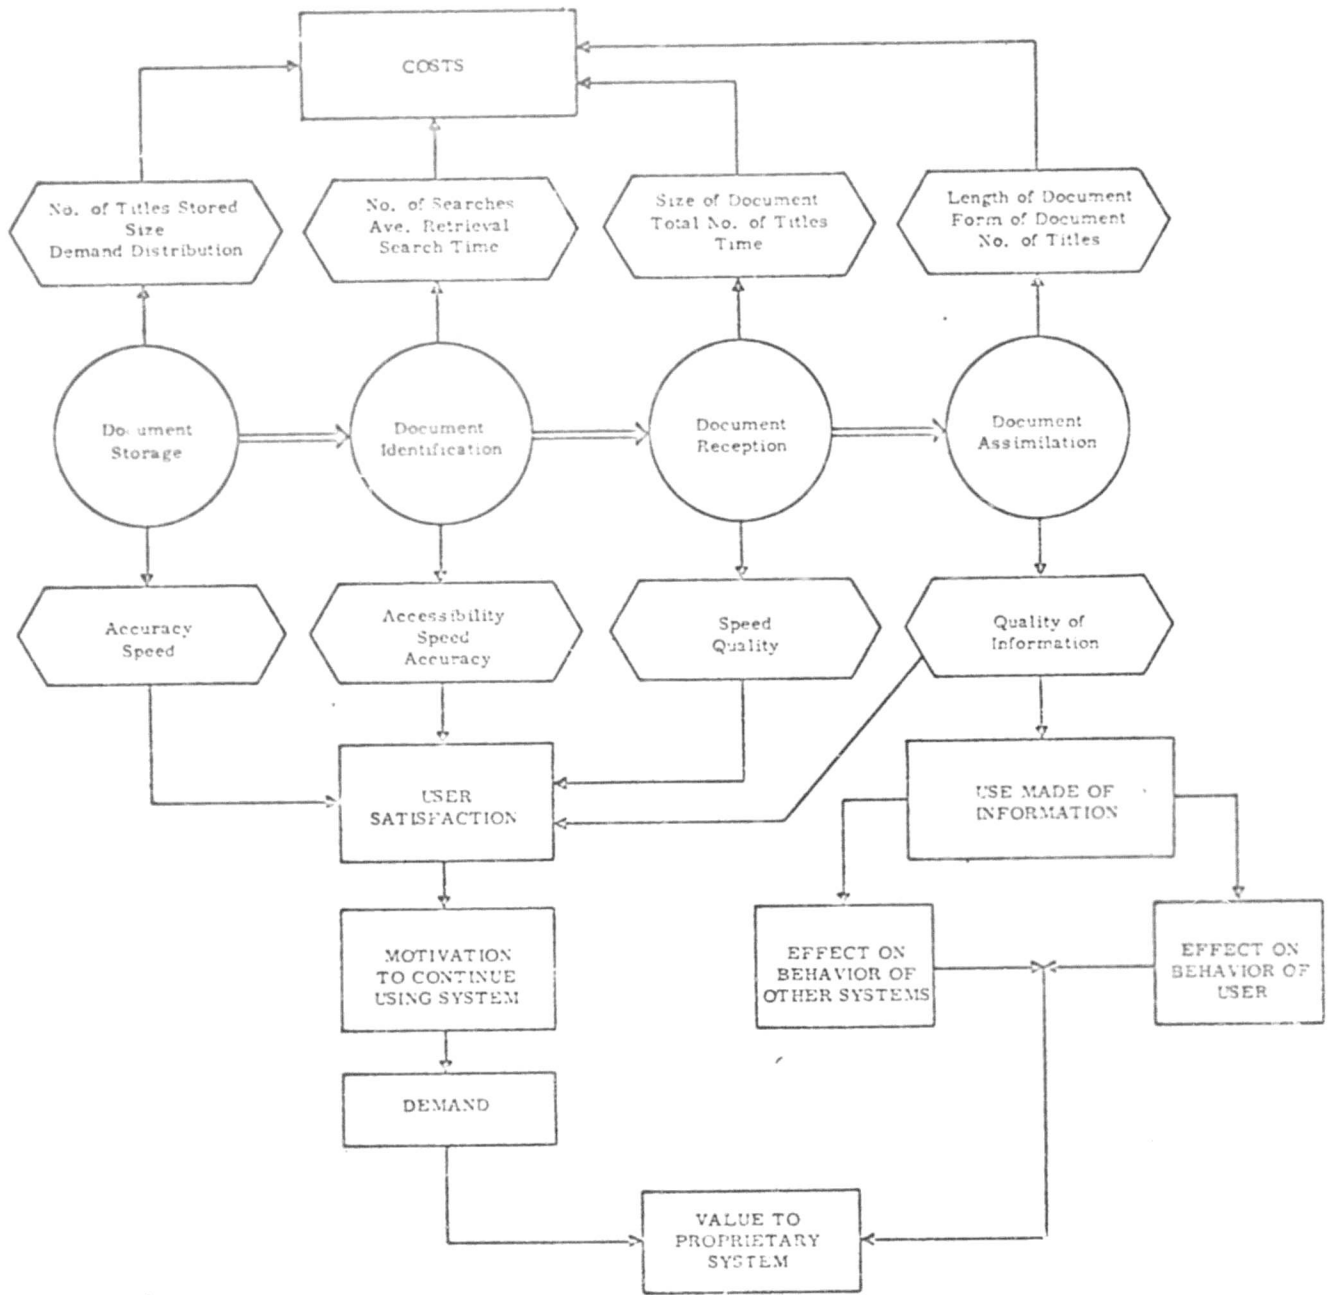 COSTS
No. of Titles Stored
Size
Demand Distribution
No. of Searches
Ave. Retrieval
Search Time
Size of Document
Total No. of Titles
Time
Length of Document
Form of Document
No. of Titles
Document
Storage
Document
Identification
Document
Reception
Document
Assimilation
Accuracy
Speed
Accessibility
Speed
Accuracy
Speed
Quality
Quality of
Information
USER
SATISFACTION
USE MADE OF
INFORMATION
MOTIVATION
TO CONTINUE
USING SYSTEM
EFFECT ON
BEHAVIOR OF
OTHER SYSTEMS
EFFECT ON
BEHAVIOR OF
USER
DEMAND
VALUE TO
PROPRIETARY
SYSTEM